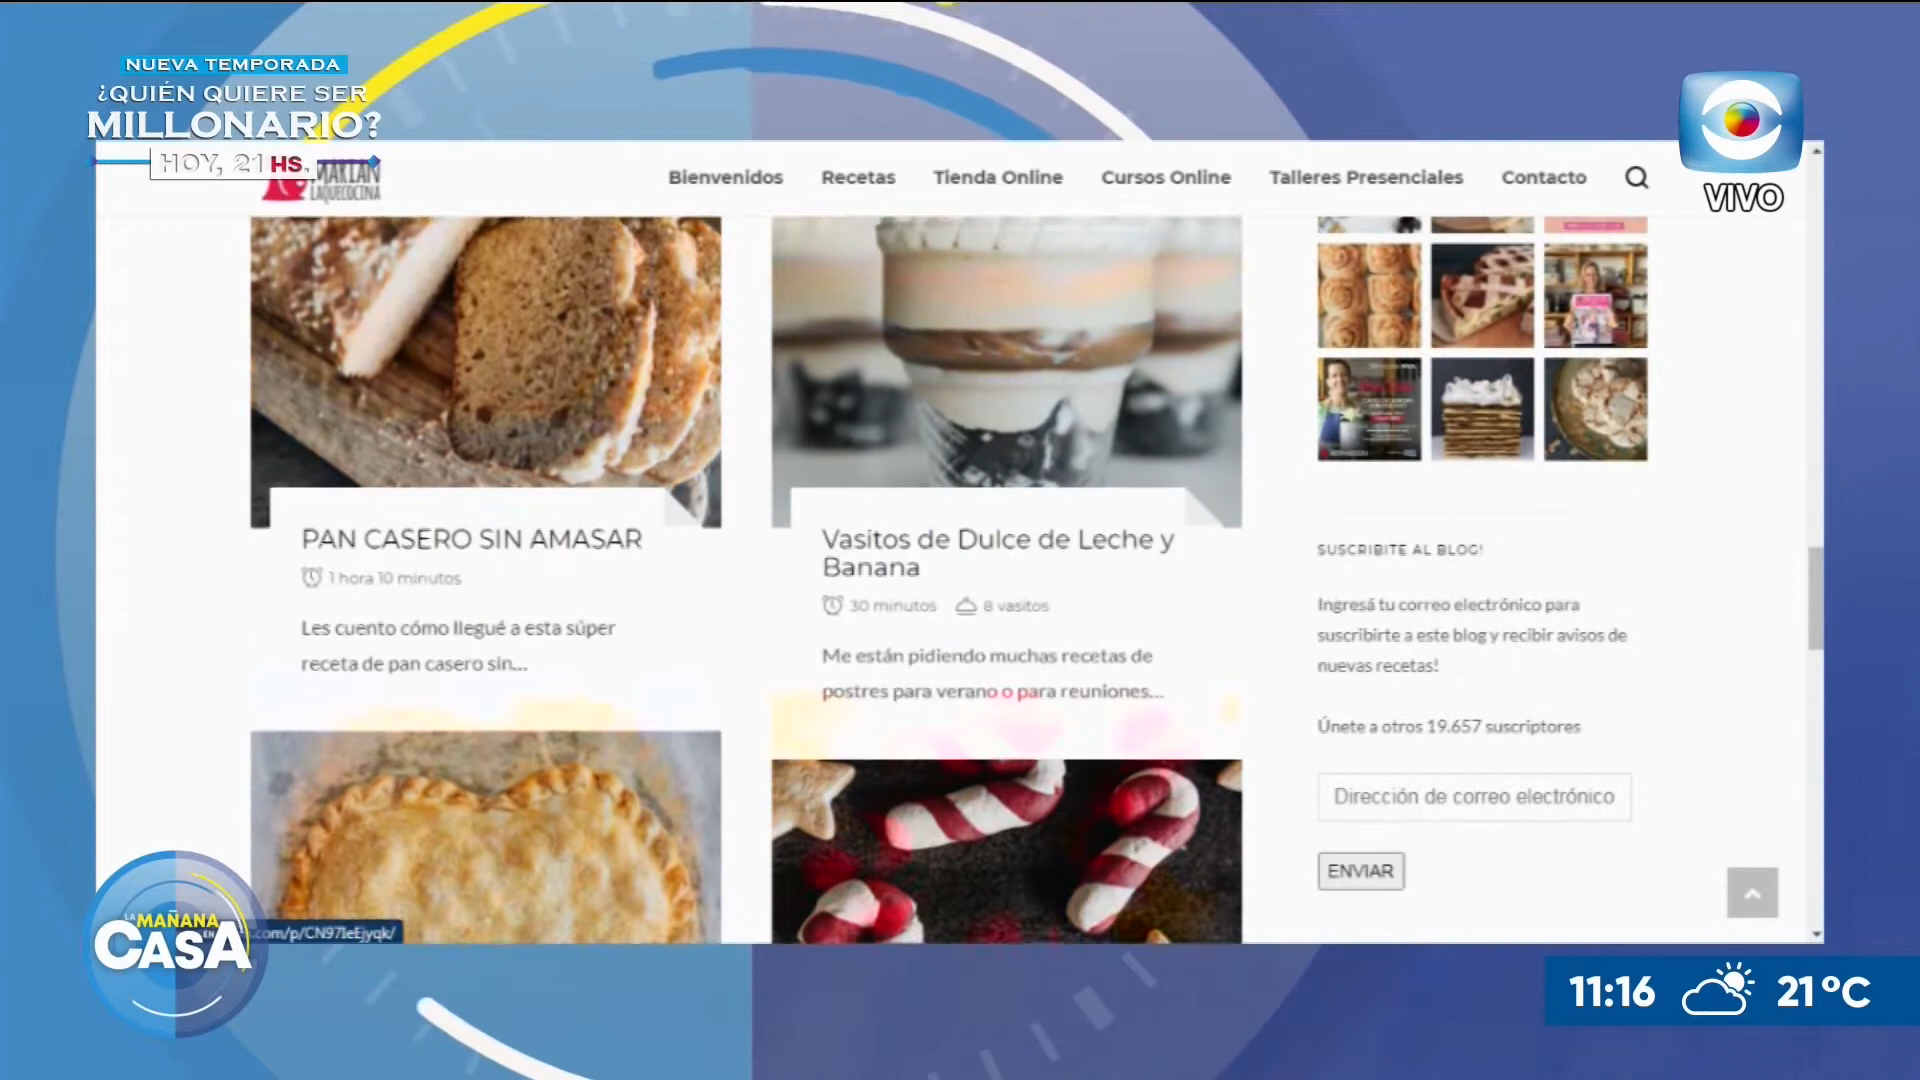 NUEVA TEMPORADA
¿QUIÉN QUIERE SER
MILLONARIO?
HOY, 21 HS.
VIVO
LAQUECOCINA
Bienvenidos Recetas Tienda Online Cursos Online Talleres Presenciales Contacto
PAN CASERO SIN AMASAR
1 hora 10 minutos
Les cuento cómo llegué a esta súper
receta de pan casero sin...
Vasitos de Dulce de Leche y
Banana
30 minutos 8 vasitos
Me están pidiendo muchas recetas de
postres para verano o para reuniones...
SUSCRIBITE AL BLOG!
Ingresá tu correo electrónico para
suscribirte a este blog y recibir avisos de
nuevas recetas!
Únete a otros 19.657 suscriptores
Dirección de correo electrónico
ENVIAR
LA MAÑANA
EN
CASA
.com/p/CN97IeEjyqk/
11:16 21°C